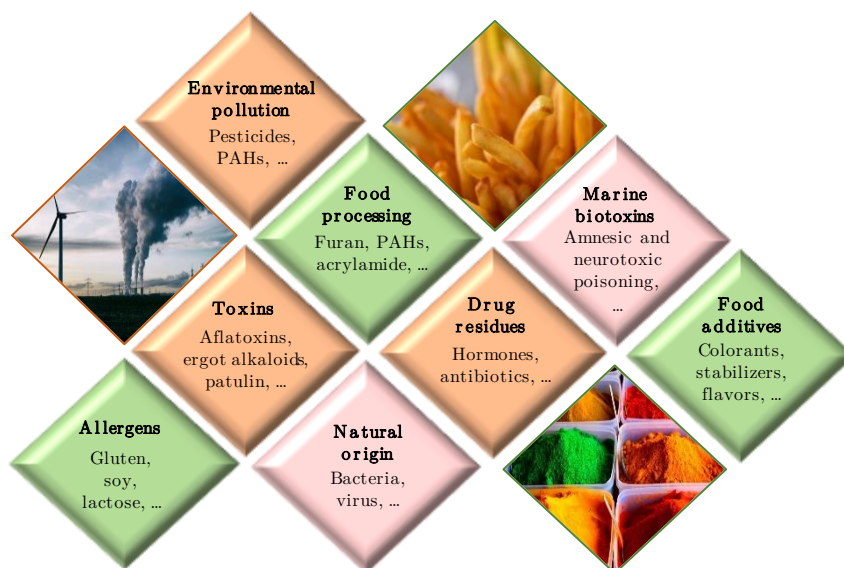 Environmental
pollution
Pesticides,
PAHs, ...
Food
processing
Furan, PAHs,
acrylamide, ...
Marine
biotoxins
Amnesic and
neurotoxic
poisoning,
...
Toxins
Aflatoxins,
ergot alkaloids,
patulin, ...
Drug
residues
Hormones,
antibiotics, ...
Food
additives
Colorants,
stabilizers,
flavors, ...
Allergens
Gluten,
soy,
lactose, ...
Natural
origin
Bacteria,
virus, ...